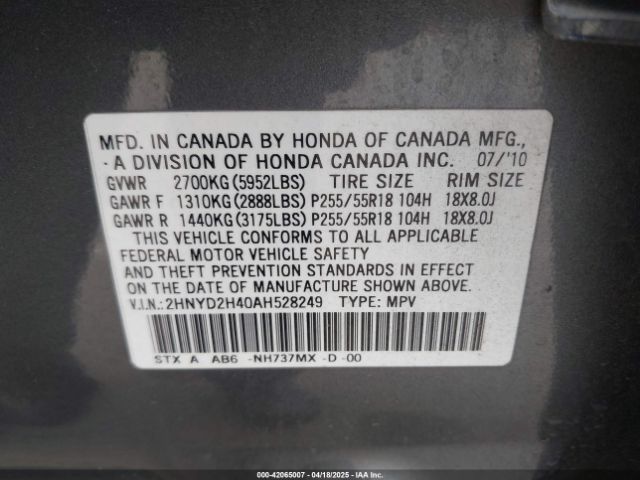 MFD. IN CANADA BY HONDA OF CANADA MFG.,
A DIVISION OF HONDA CANADA INC. 07/'10
GVWR 2700KG(5952LBS) TIRE SIZE RIM SIZE
GAWR F 1310KG(2888LBS) P255/55R18 104H 18X8.0J
GAWR R 1440KG(3175LBS) P255/55R18 104H 18X8.0J
THIS VEHICLE CONFORMS TO ALL APPLICABLE
FEDERAL MOTOR VEHICLE SAFETY
AND THEFT PREVENTION STANDARDS IN EFFECT
ON THE DATE OF MANUFACTURE SHOWN ABOVE.
V.I.N.:2HNYD2H40AH528249 TYPE: MPV
STX A AB6 -NH737MX -D -00
000-42065007 - 04/18/2025 - IAAI Inc.